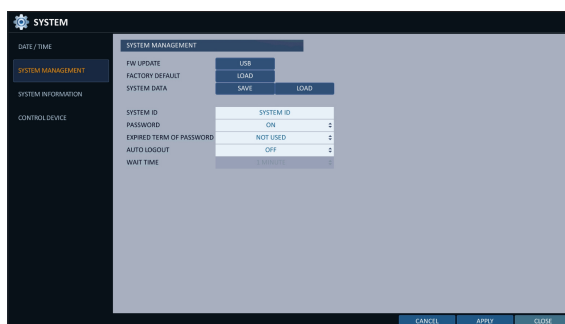 SYSTEM
DATE / TIME
SYSTEM MANAGEMENT
SYSTEM INFORMATION
CONTROL DEVICE
SYSTEM MANAGEMENT
FW UPDATE USB
FACTORY DEFAULT LOAD
SYSTEM DATA SAVE LOAD
SYSTEM ID SYSTEM ID
PASSWORD ON
EXPIRED TERM OF PASSWORD NOT USED
AUTO LOGOUT OFF
WAIT TIME
CANCEL APPLY CLOSE